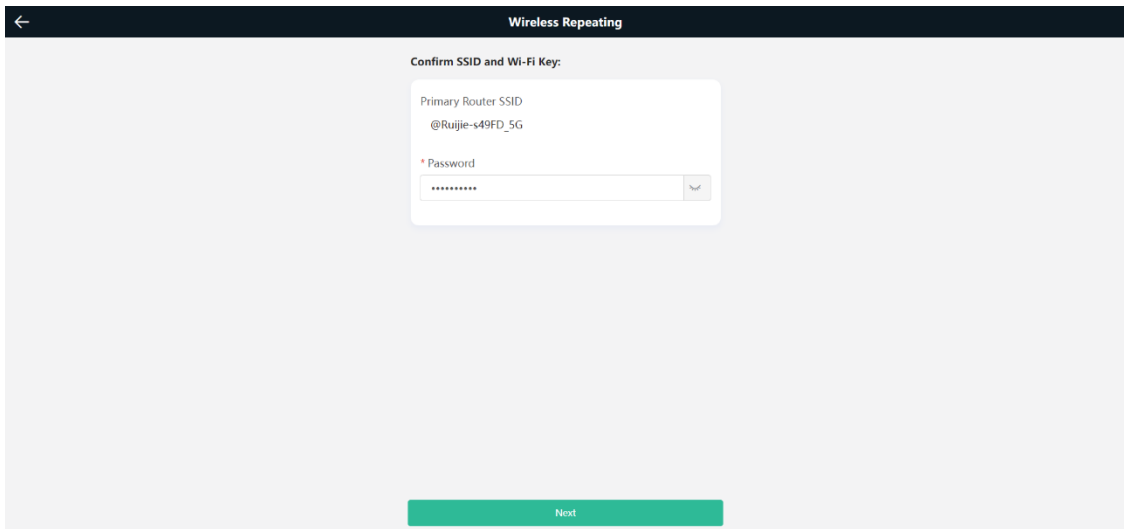 Wireless Repeating
Confirm SSID and Wi-Fi Key:
Primary Router SSID
@Ruijie-s49FD_5G
* Password
••••••••••
Next